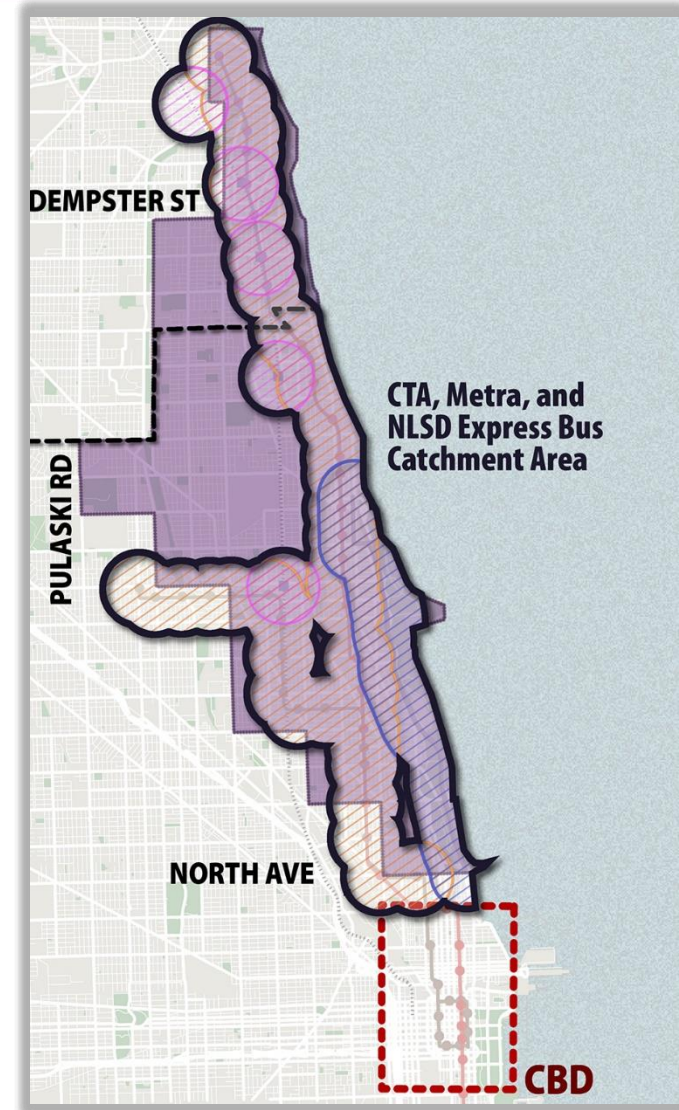 DEMPSTER ST
CTA, Metra, and
NLSD Express Bus
Catchment Area
PULASKI RD
NORTH AVE
CBD